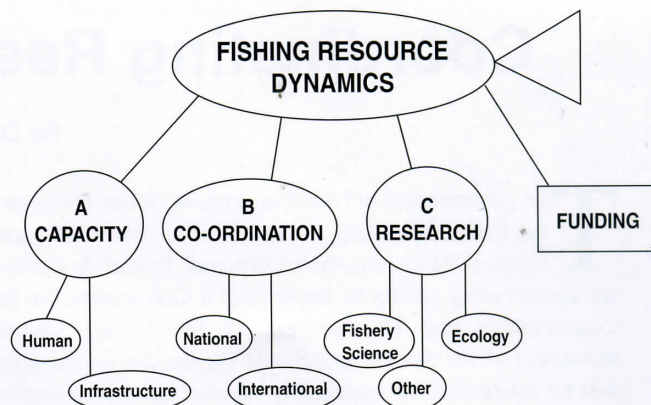 FISHING RESOURCE
DYNAMICS
A
CAPACITY
B
CO-ORDINATION
C
RESEARCH
FUNDING
Human
Infrastructure
National
International
Fishery
Science
Other
Ecology